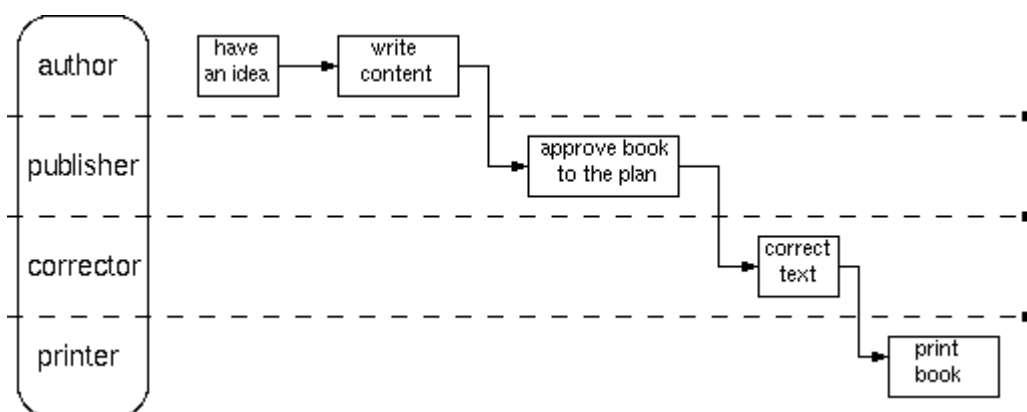 author
have
an idea
write
content
publisher
approve book
to the plan
corrector
correct
text
printer
print
book